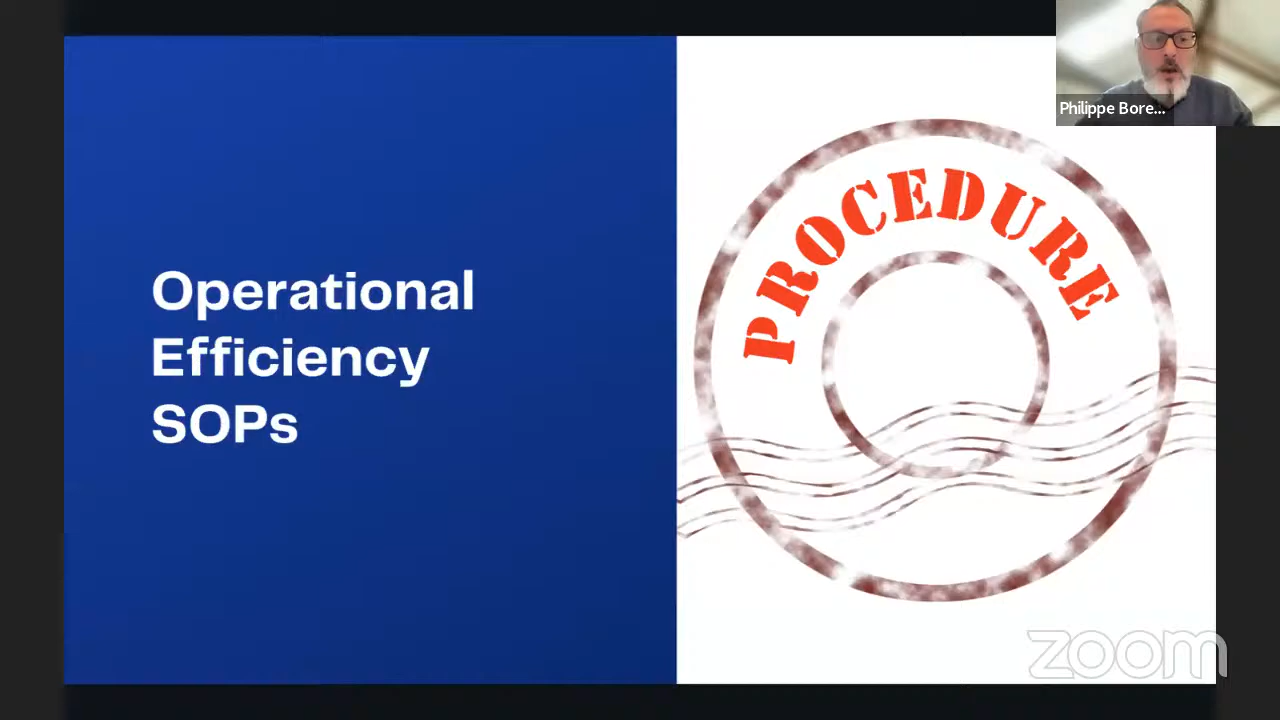 Operational
Efficiency
SOPs
PROCEDURE
Philippe Bore...
zoom